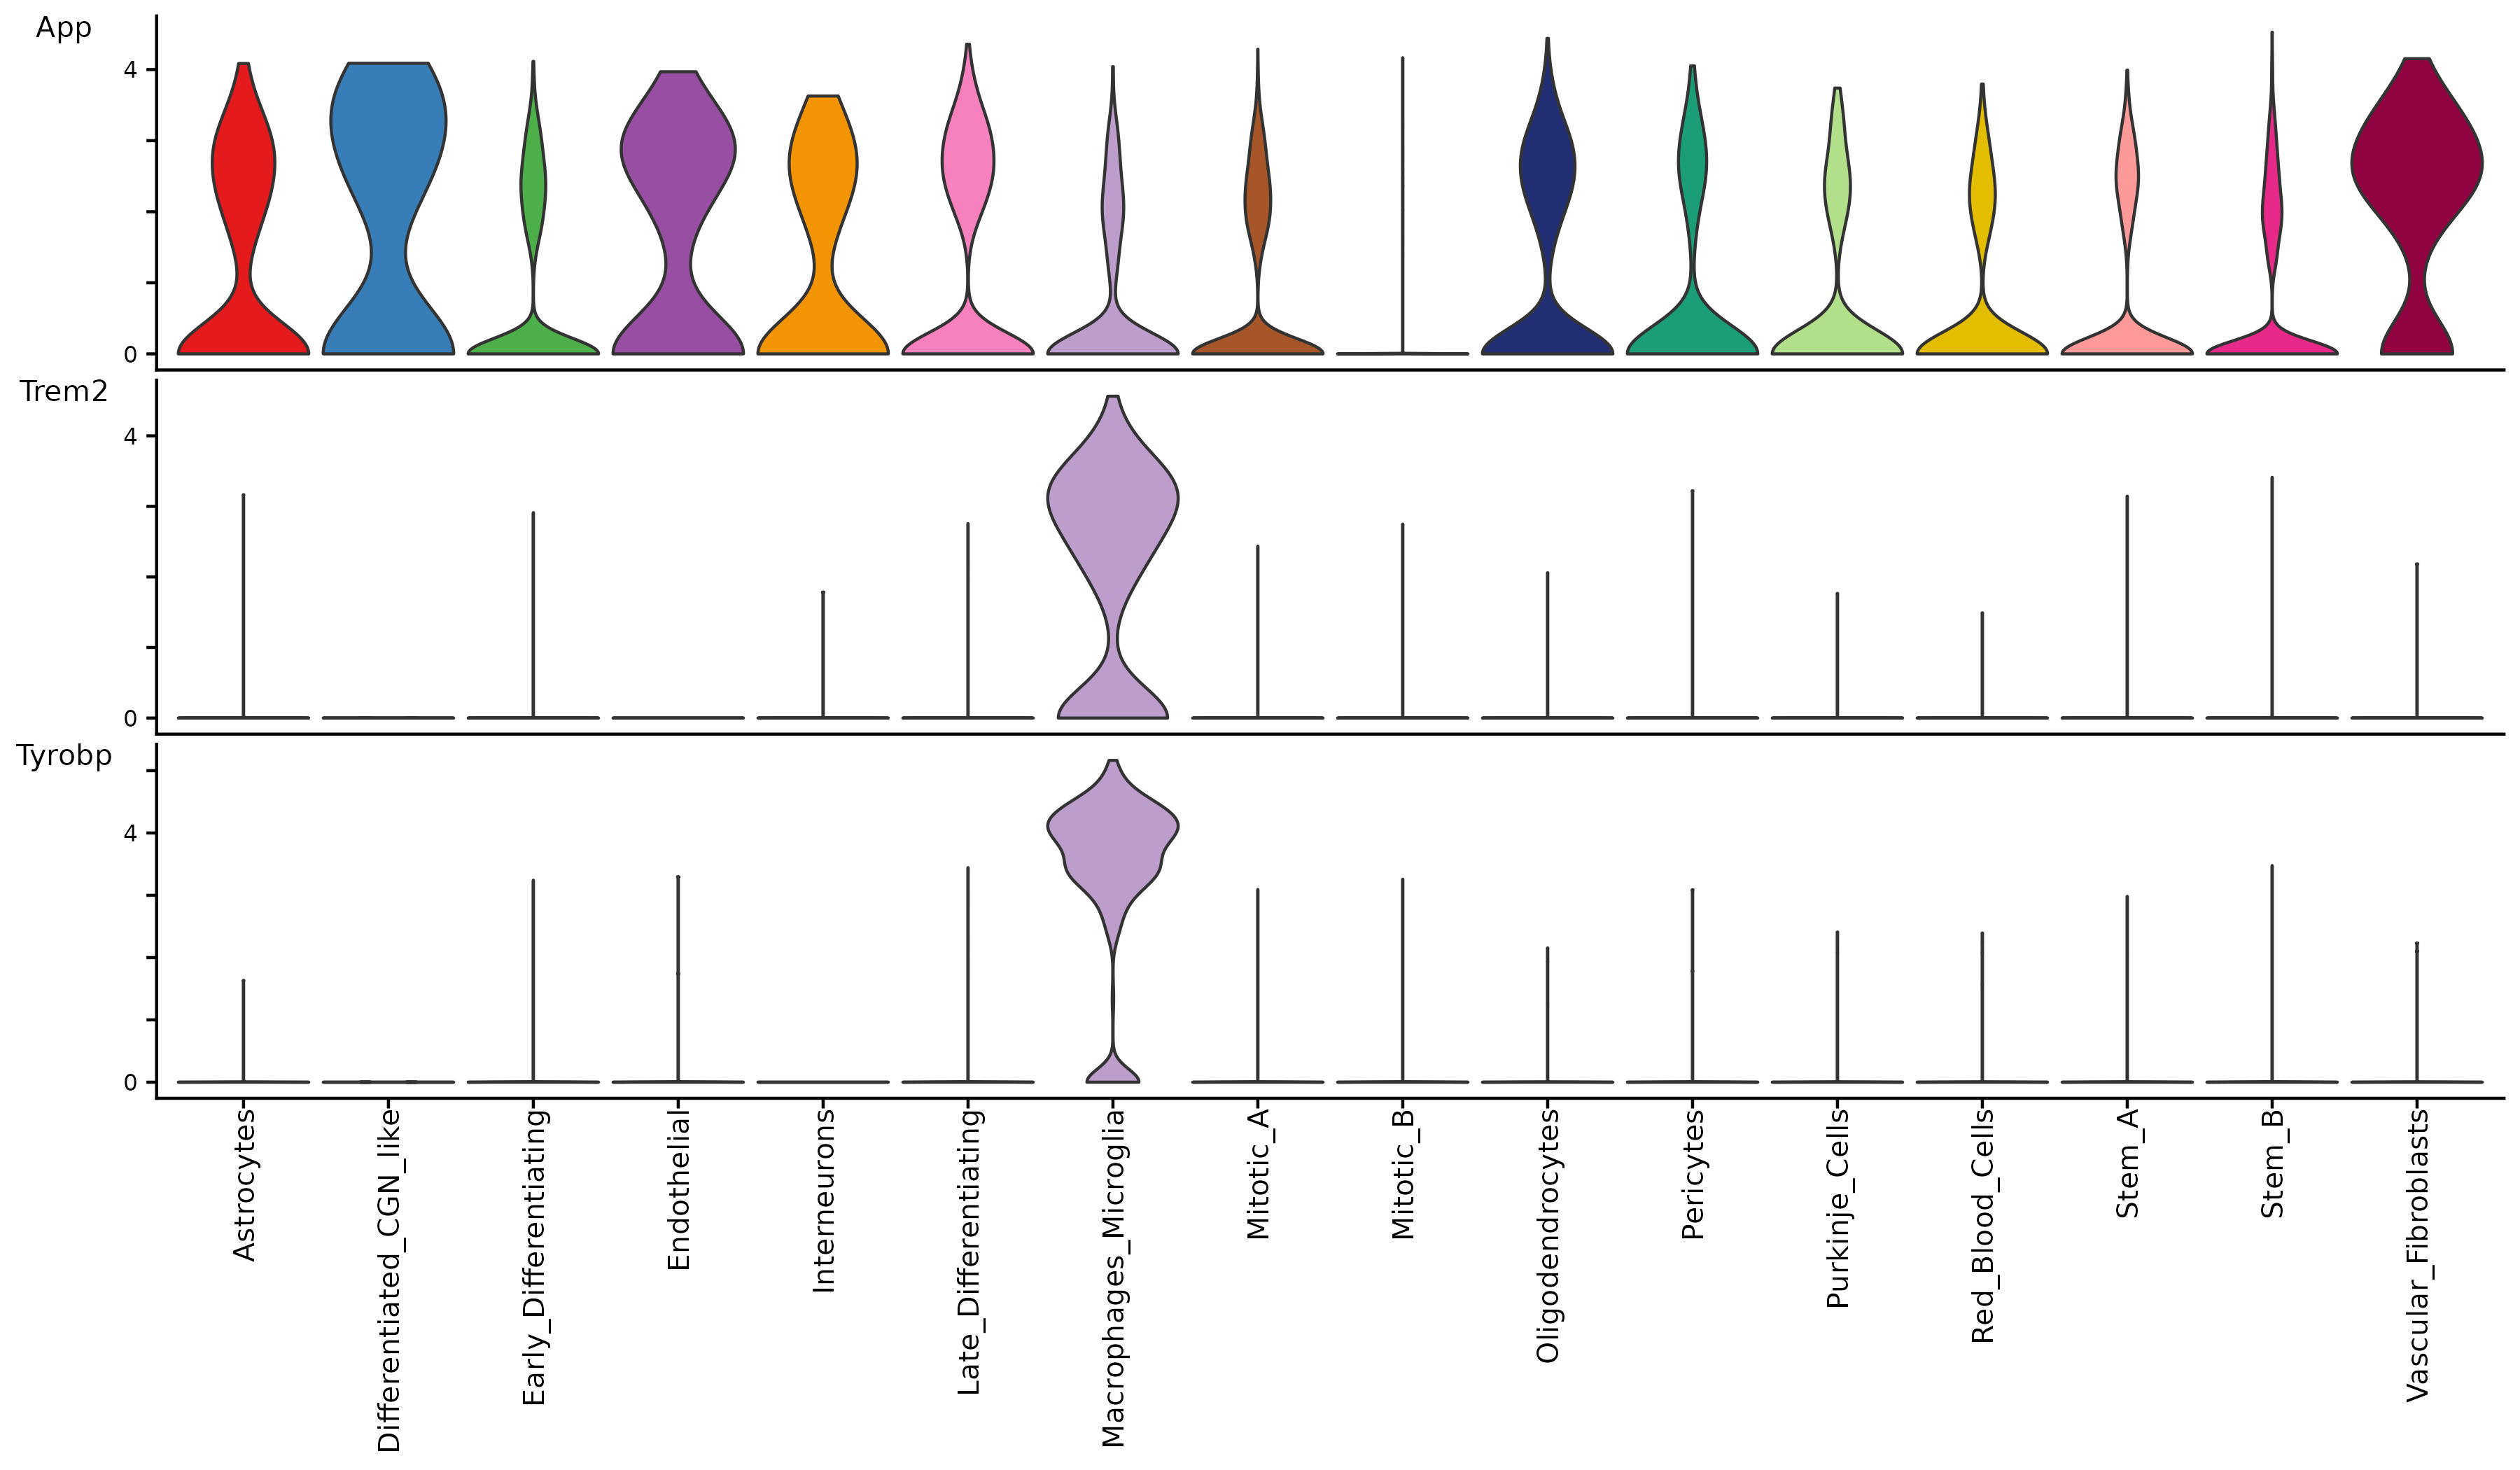 App
4
0
Trem2
4
0
Tyrobp
4
0
Astrocytes
Differentiated_CGN_like
Early_Differentiating
Endothelial
Interneurons
Late_Differentiating
Macrophages_Microglia
Mitotic_A
Mitotic_B
Oligodendrocytes
Pericytes
Purkinje_Cells
Red_Blood_Cells
Stem_A
Stem_B
Vascular_Fibroblasts